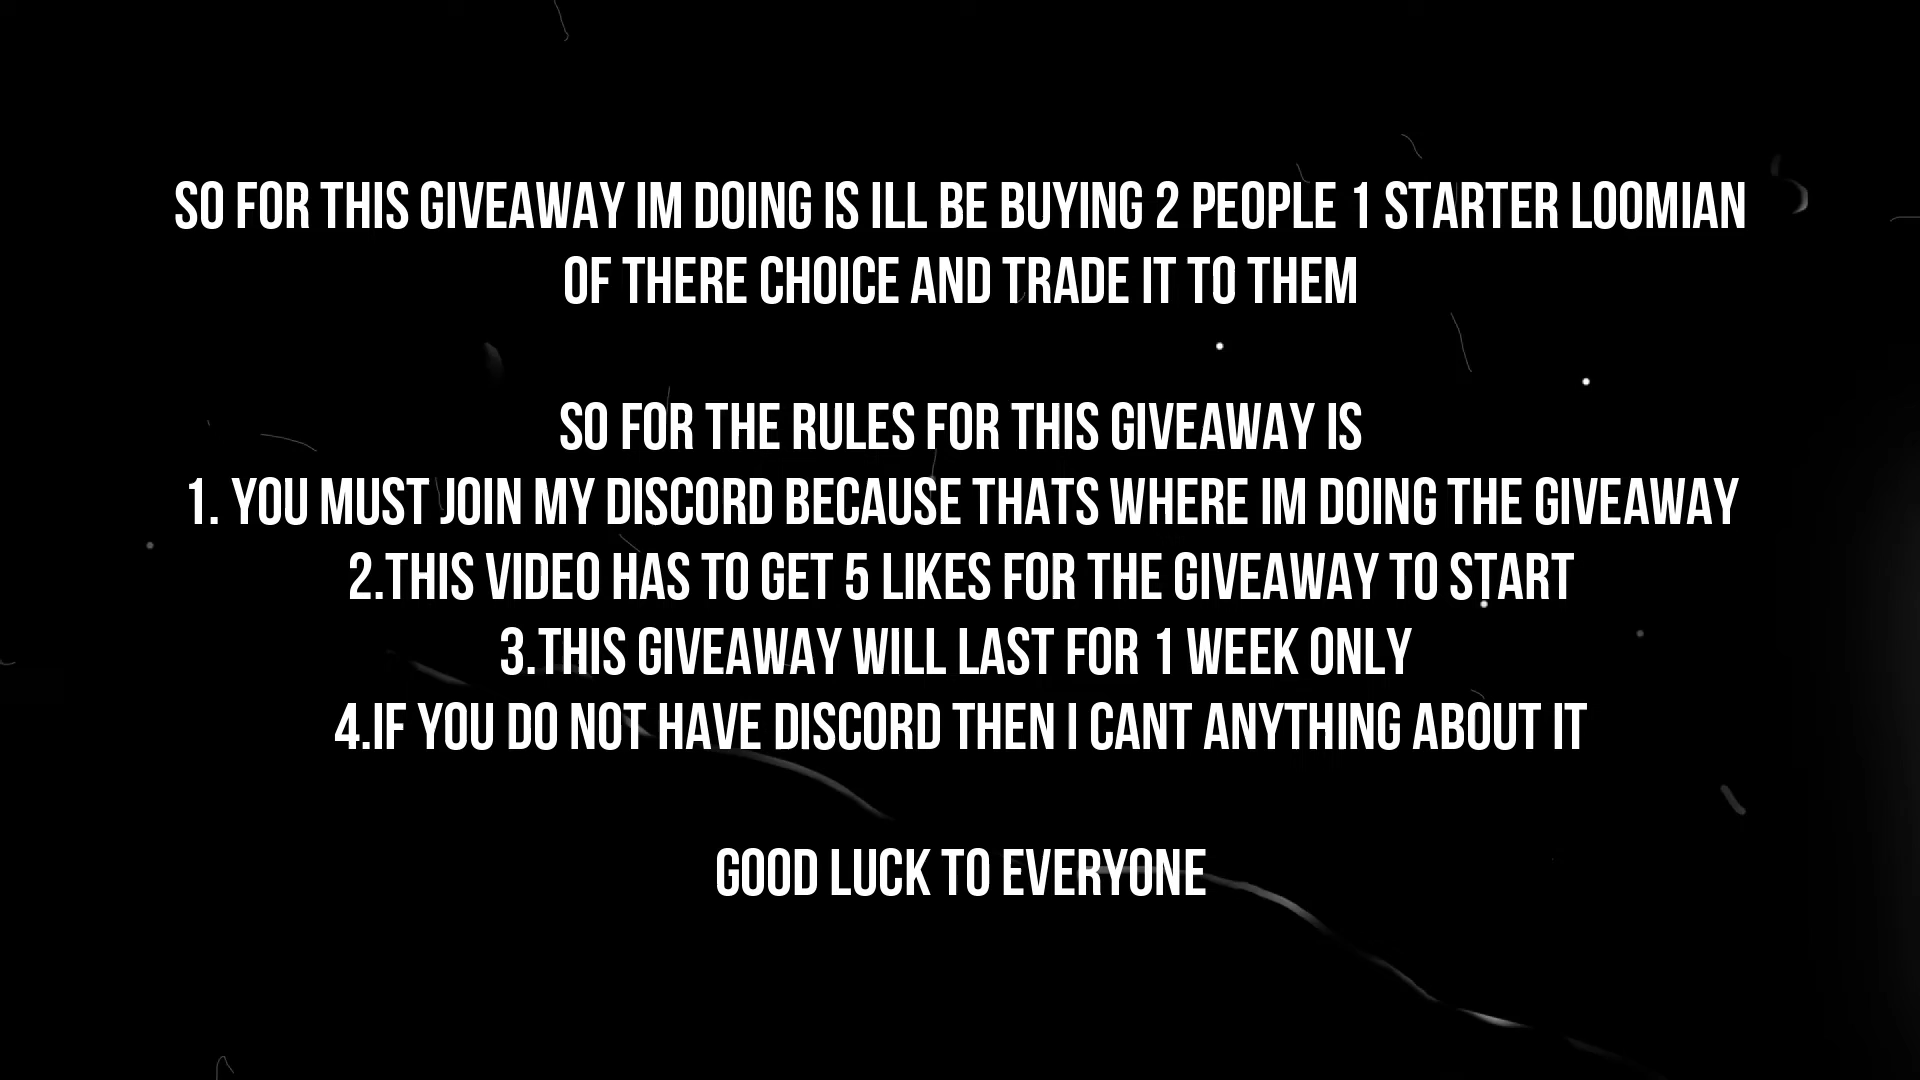 SO FOR THIS GIVEAWAY IM DOING IS ILL BE BUYING 2 PEOPLE 1 STARTER LOOMIAN
OF THERE CHOICE AND TRADE IT TO THEM
SO FOR THE RULES FOR THIS GIVEAWAY IS
1. YOU MUST JOIN MY DISCORD BECAUSE THATS WHERE IM DOING THE GIVEAWAY
2.THIS VIDEO HAS TO GET 5 LIKES FOR THE GIVEAWAY TO START
3.THIS GIVEAWAY WILL LAST FOR 1 WEEK ONLY
4.IF YOU DO NOT HAVE DISCORD THEN I CANT ANYTHING ABOUT IT
GOOD LUCK TO EVERYONE